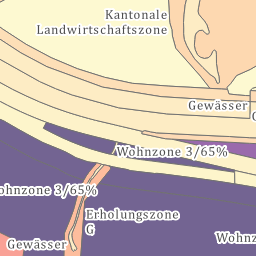 Kantonale
Landwirtschaftszone
Gewässer
Wohnzone 3/65%
ohnzone 3/65%
Erholungszone
G
Gewässer
Wohnz